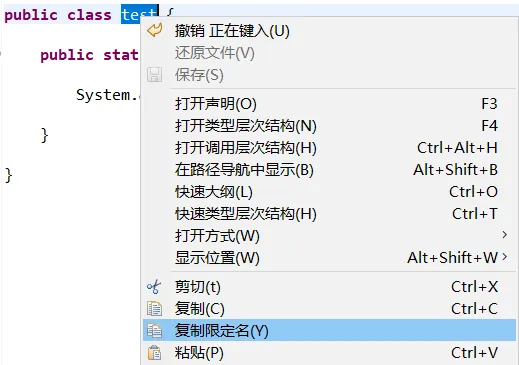 public class test {
撤销 正在键入(U)
还原文件(V)
public stat
保存(S)
System.
打开声明(O) F3
打开类型层次结构(N) F4
}
打开调用层次结构(H) Ctrl+Alt+H
在路径导航中显示(B) Alt+Shift+B
}
快速大纲(L) Ctrl+O
快速类型层次结构(H) Ctrl+T
打开方式(W) >
显示位置(W) Alt+Shift+W >
剪切(t) Ctrl+X
复制(C) Ctrl+C
复制限定名(Y)
粘贴(P) Ctrl+V